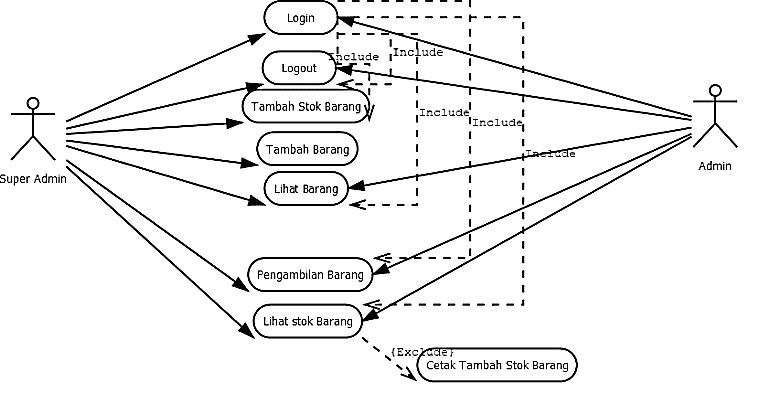 Login
Include
Include
Logout
Tambah Stok Barang
Include
Include
Tambah Barang
Include
Super Admin
Admin
Lihat Barang
Pengambilan Barang
Lihat stok Barang
{Exclude}
Cetak Tambah Stok Barang